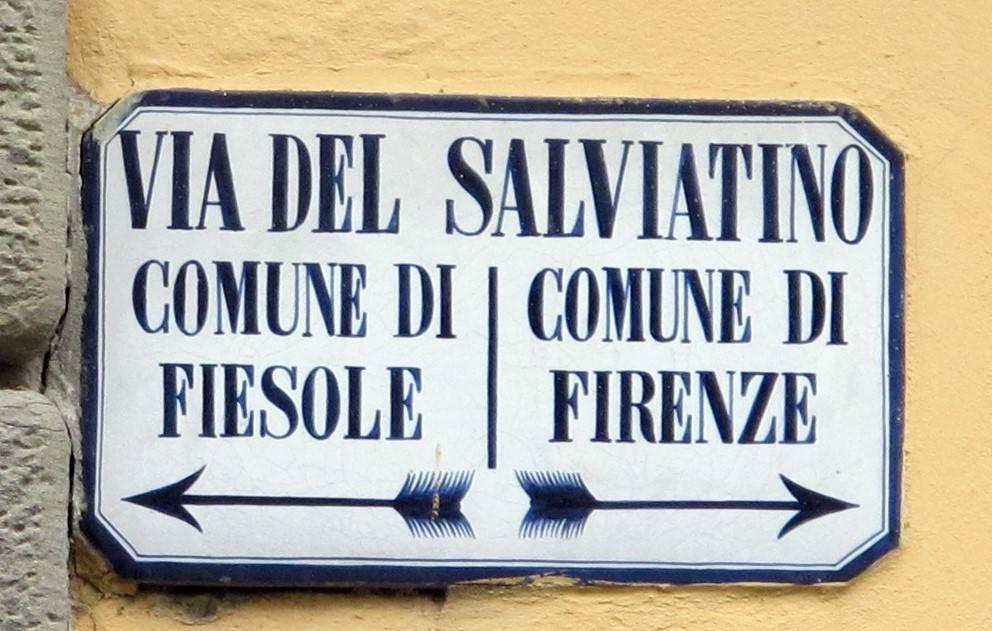 VIA DEL SALVIATINO
COMUNE DI
FIESOLE
COMUNE DI
FIRENZE